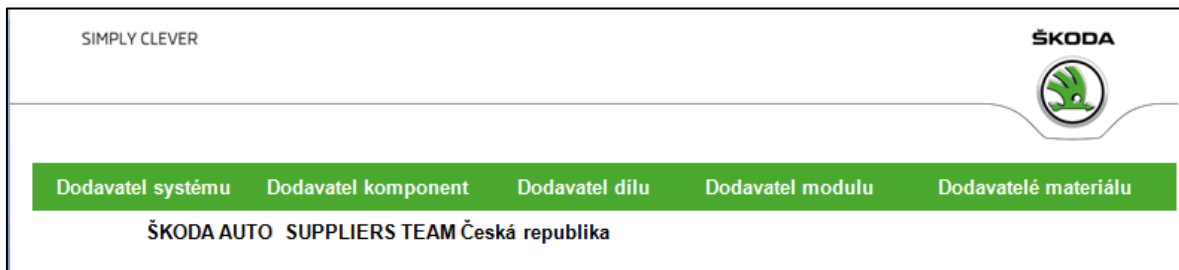 SIMPLY CLEVER
ŠKODA
Dodavatel systému Dodavatel komponent Dodavatel dílu Dodavatel modulu Dodavatelé materiálu
ŠKODA AUTO SUPPLIERS TEAM Česká republika